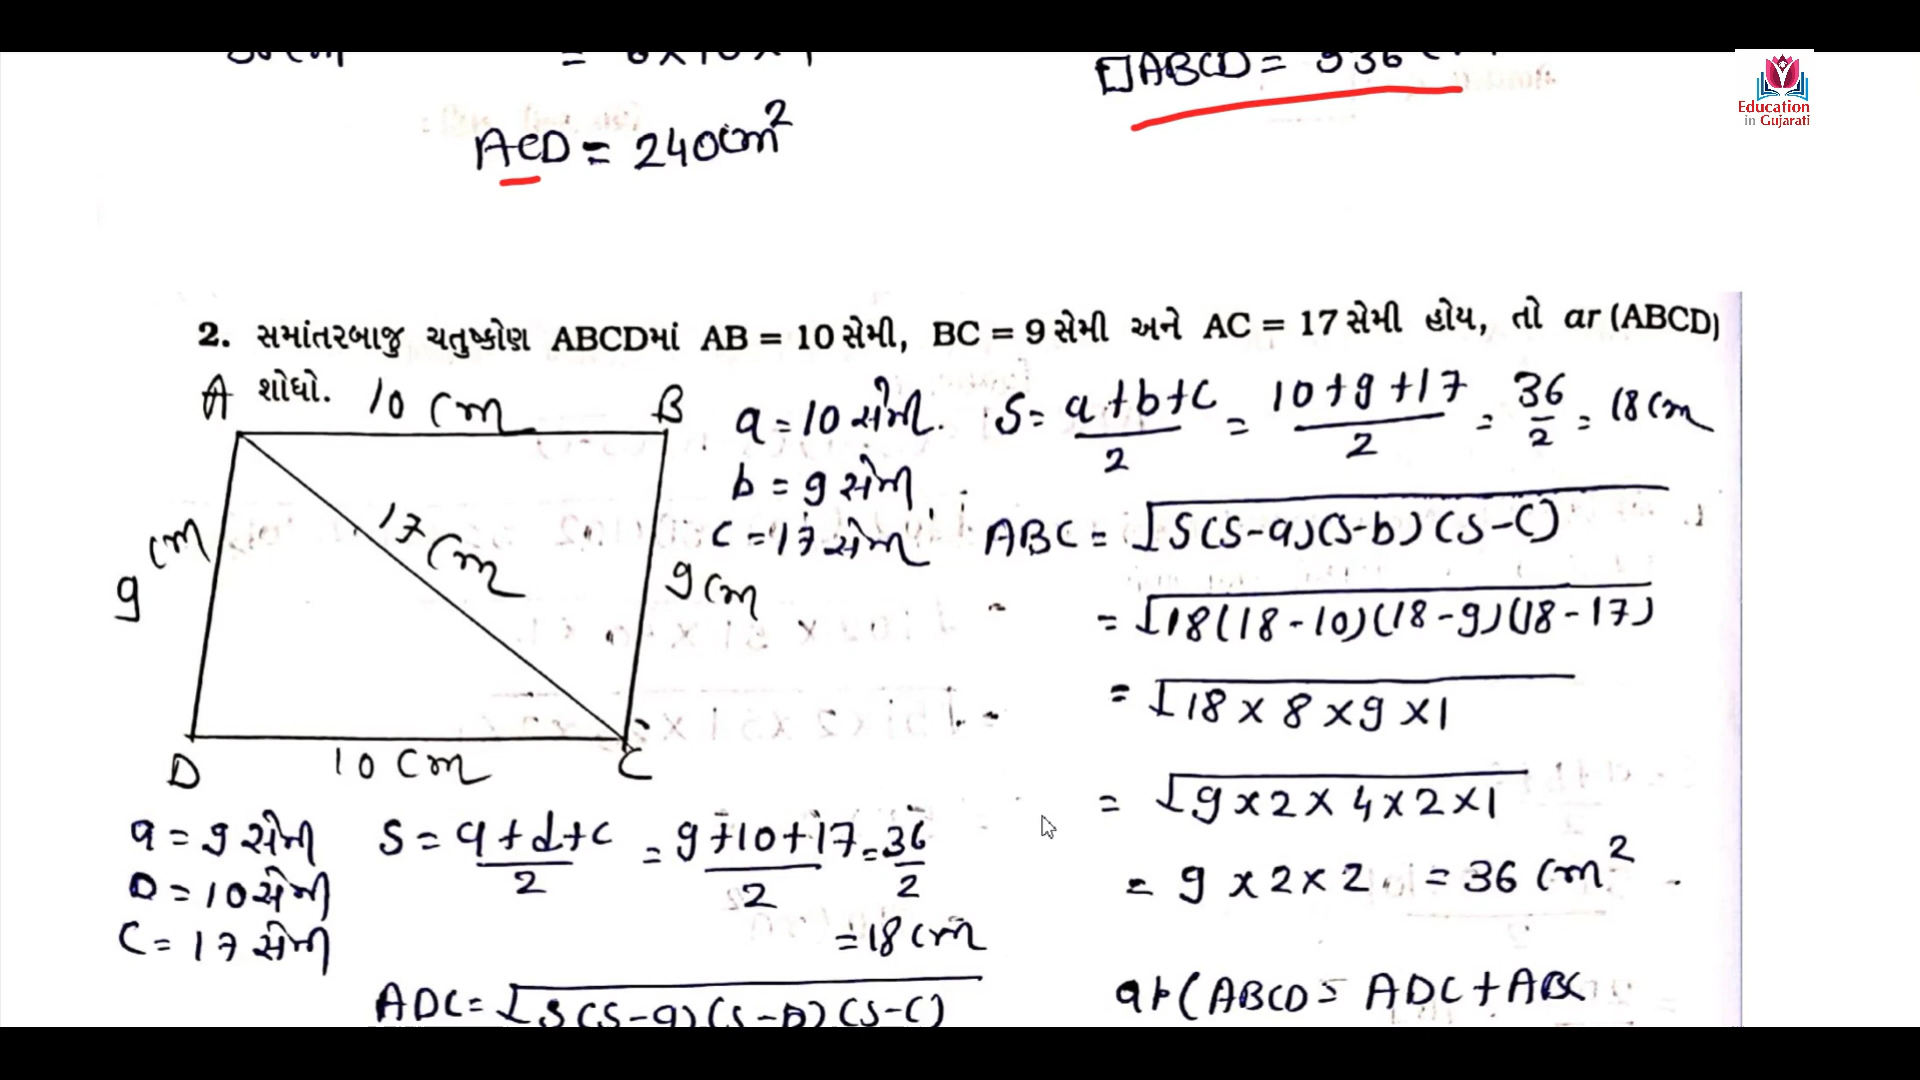 □ABCD = 936
ACD = 240cm²
Education
in Gujarati
2. સમાંતરબાજુ ચતુષ્કોણ ABCDમાં AB = 10 સેમી, BC = 9 સેમી અને AC = 17 સેમી હોય, તો ar (ABCD)
શોધો.
A 10 cm B
9 cm
17 cm
9 cm
D 10 cm C
a = 10 સેમી.
b = 9 સેમી
c = 17 સેમી
S = a+b+c/2 = 10+9+17/2 = 36/2 = 18 cm
ABC = √S(S-a)(S-b)(S-C)
= √18(18-10)(18-9)(18-17)
= √18 x 8 x 9 x 1
= √9 x 2 x 4 x 2 x 1
= 9 x 2 x 2 = 36 cm²
a = 9 સેમી
D = 10 સેમી
C = 17 સેમી
S = a+d+c/2 = 9+10+17/2 = 36/2
= 18 cm
ADC = √S(S-a)(S-D)(S-C)
ar(ABCD = ADC + ABC